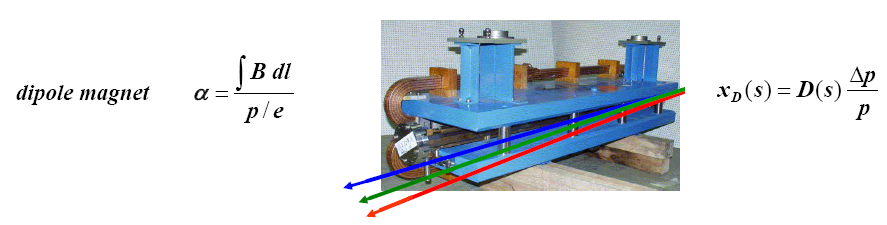 dipole magnet α = ∫ B dl / p / e
x_D(s) = D(s) Δp / p